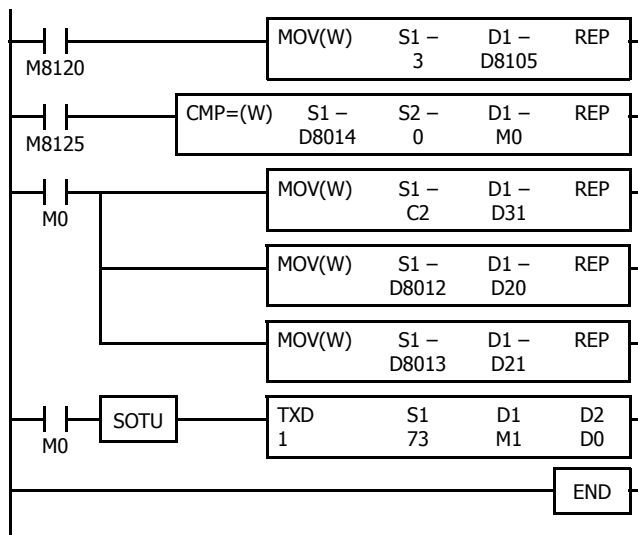 MOV(W) S1 – D1 – REP
3 D8105
M8120
CMP=(W) S1 – S2 – D1 – REP
D8014 0 M0
M8125
MOV(W) S1 – D1 – REP
C2 D31
M0
MOV(W) S1 – D1 – REP
D8012 D20
MOV(W) S1 – D1 – REP
D8013 D21
SOTU TXD S1 D1 D2
1 73 M1 D0
M0
END